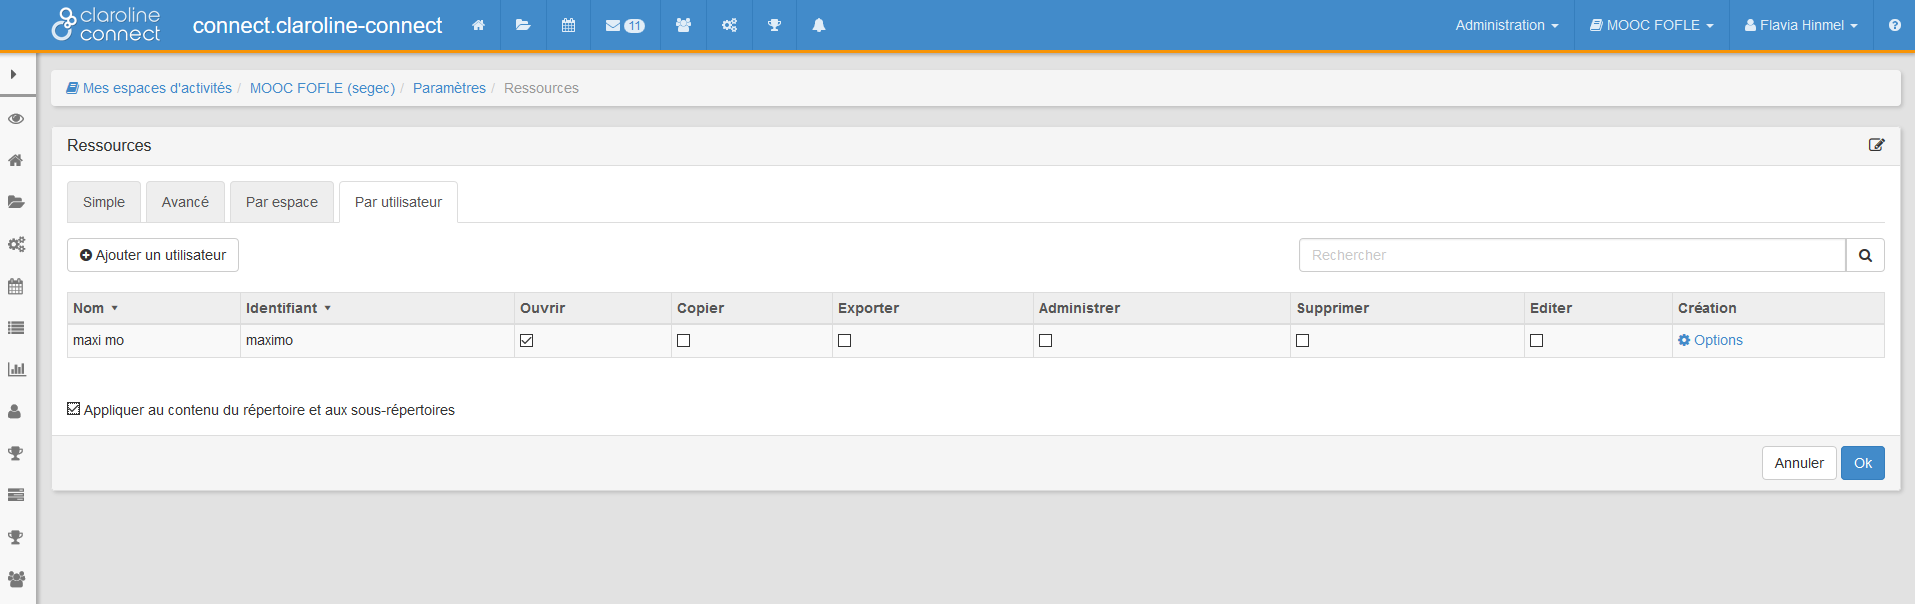 claroline
connect
connect.claroline-connect
11
Administration
MOOC FOFLE
Flavia Hinmel
Mes espaces d'activités / MOOC FOFLE (segec) / Paramètres / Ressources
Ressources
Simple Avancé Par espace Par utilisateur
Ajouter un utilisateur
Rechercher
Nom Identifiant Ouvrir Copier Exporter Administrer Supprimer Editer Création
maxi mo maximo Options
Appliquer au contenu du répertoire et aux sous-répertoires
Annuler Ok